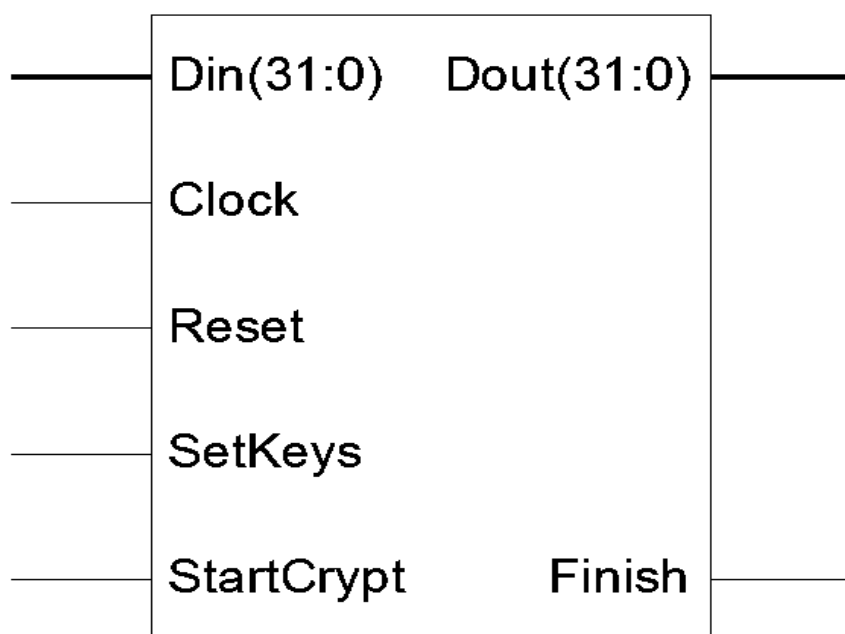 Din(31:0) Dout(31:0)
Clock
Reset
SetKeys
StartCrypt Finish